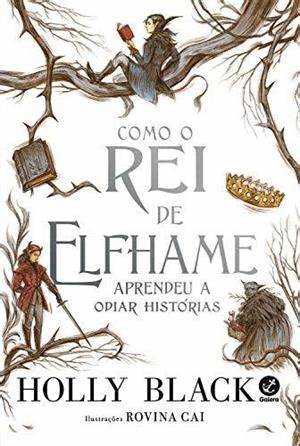 COMO O
REI
DE
ELFHAME
APRENDEU A
ODIAR HISTÓRIAS
HOLLY BLACK
Galera
Ilustrações ROVINA CAI